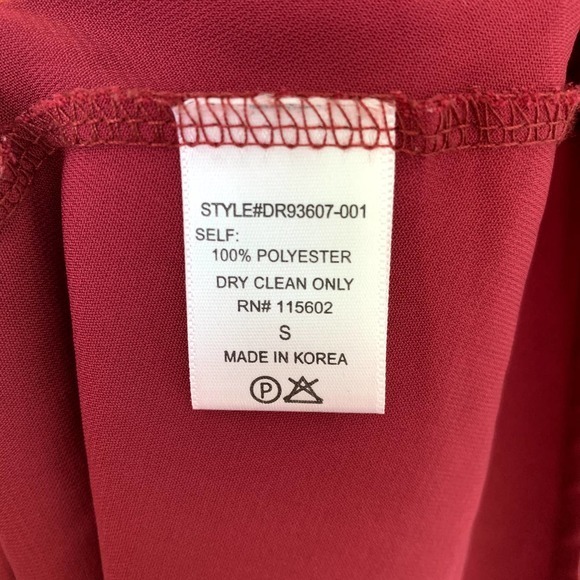 STYLE#DR93607-001
SELF:
100% POLYESTER
DRY CLEAN ONLY
RN# 115602
S
MADE IN KOREA
P